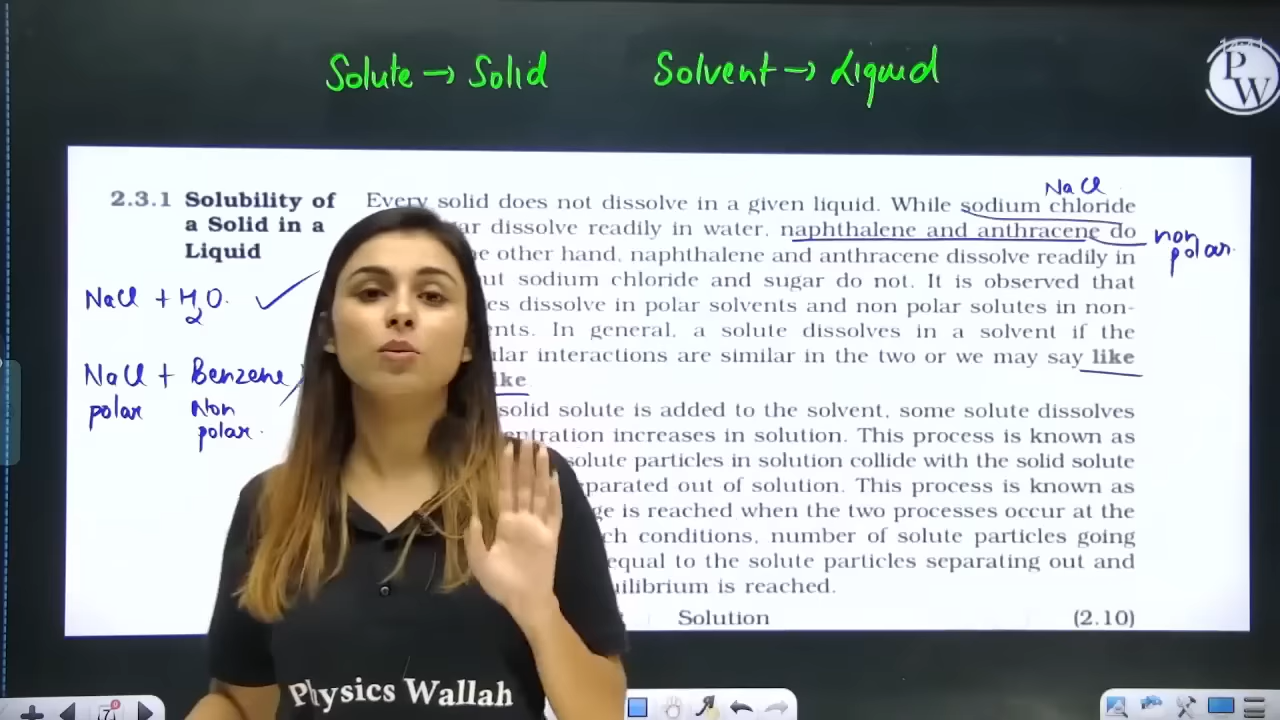 Solute → Solid Solvent → Liquid
PW
2.3.1 Solubility of
a Solid in a
Liquid
NaCl + H2O. ✓
NaCl + Benzene
polar Non
polar.
NaCl
non
polar.
Every solid does not dissolve in a given liquid. While sodium chloride
dissolve readily in water, naphthalene and anthracene do
other hand, naphthalene and anthracene dissolve readily in
sodium chloride and sugar do not. It is observed that
dissolve in polar solvents and non polar solutes in non-
In general, a solute dissolves in a solvent if the
interactions are similar in the two or we may say like
solid solute is added to the solvent, some solute dissolves
increases in solution. This process is known as
solute particles in solution collide with the solid solute
out of solution. This process is known as
is reached when the two processes occur at the
conditions, number of solute particles going
equal to the solute particles separating out and
is reached.
Solution (2.10)
Physics Wallah
7